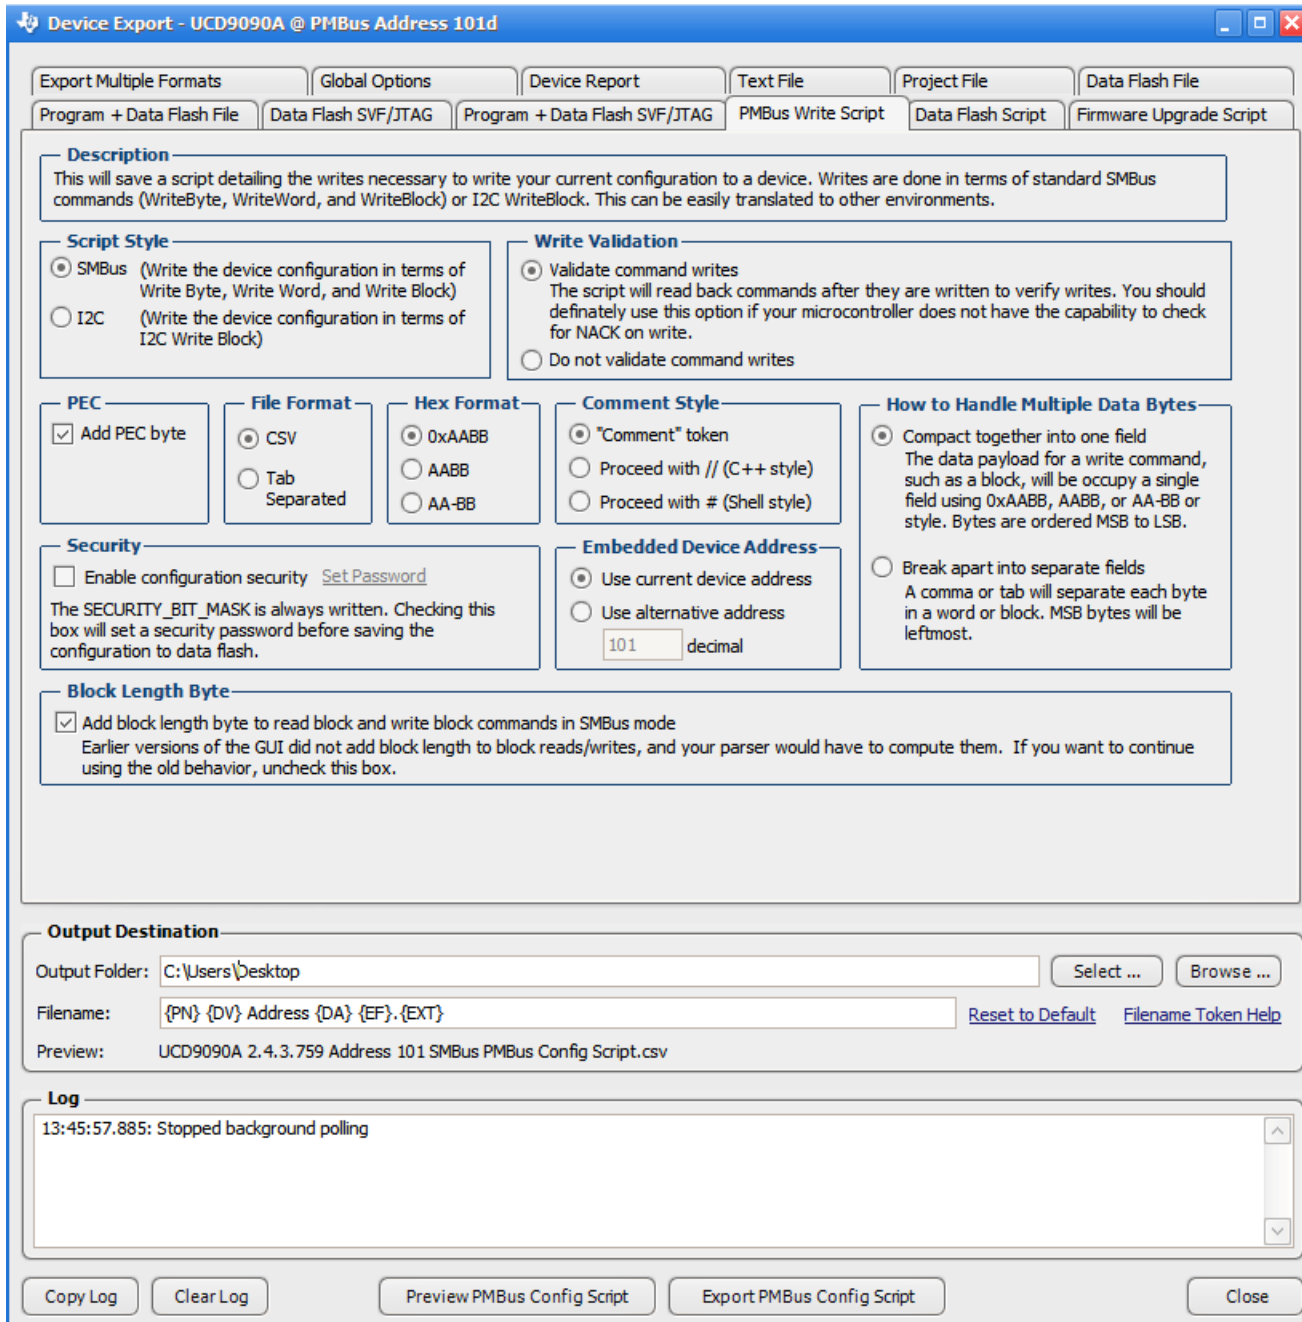 Device Export - UCD9090A @ PMBus Address 101d
Export Multiple Formats
Global Options
Device Report
Text File
Project File
Data Flash File
Program + Data Flash File
Data Flash SVF/JTAG
Program + Data Flash SVF/JTAG
PMBus Write Script
Data Flash Script
Firmware Upgrade Script
Description
This will save a script detailing the writes necessary to write your current configuration to a device. Writes are done in terms of standard SMBus
commands (WriteByte, WriteWord, and WriteBlock) or I2C WriteBlock. This can be easily translated to other environments.
Script Style
SMBus (Write the device configuration in terms of
Write Byte, Write Word, and Write Block)
I2C (Write the device configuration in terms of
I2C Write Block)
Write Validation
Validate command writes
The script will read back commands after they are written to verify writes. You should
definately use this option if your microcontroller does not have the capability to check
for NACK on write.
Do not validate command writes
PEC
Add PEC byte
File Format
CSV
Tab
Separated
Hex Format
0xAABB
AABB
AA-BB
Comment Style
"Comment" token
Proceed with // (C++ style)
Proceed with # (Shell style)
How to Handle Multiple Data Bytes
Compact together into one field
The data payload for a write command,
such as a block, will be occupy a single
field using 0xAABB, AABB, or AA-BB or
style. Bytes are ordered MSB to LSB.
Break apart into separate fields
A comma or tab will separate each byte
in a word or block. MSB bytes will be
leftmost.
Security
Enable configuration security Set Password
The SECURITY_BIT_MASK is always written. Checking this
box will set a security password before saving the
configuration to data flash.
Embedded Device Address
Use current device address
Use alternative address
101 decimal
Block Length Byte
Add block length byte to read block and write block commands in SMBus mode
Earlier versions of the GUI did not add block length to block reads/writes, and your parser would have to compute them. If you want to continue
using the old behavior, uncheck this box.
Output Destination
Output Folder: C:\Users\Desktop Select ... Browse ...
Filename: {PN} {DV} Address {DA} {EF}.{EXT} Reset to Default Filename Token Help
Preview: UCD9090A 2.4.3.759 Address 101 SMBus PMBus Config Script.csv
Log
13:45:57.885: Stopped background polling
Copy Log Clear Log Preview PMBus Config Script Export PMBus Config Script Close